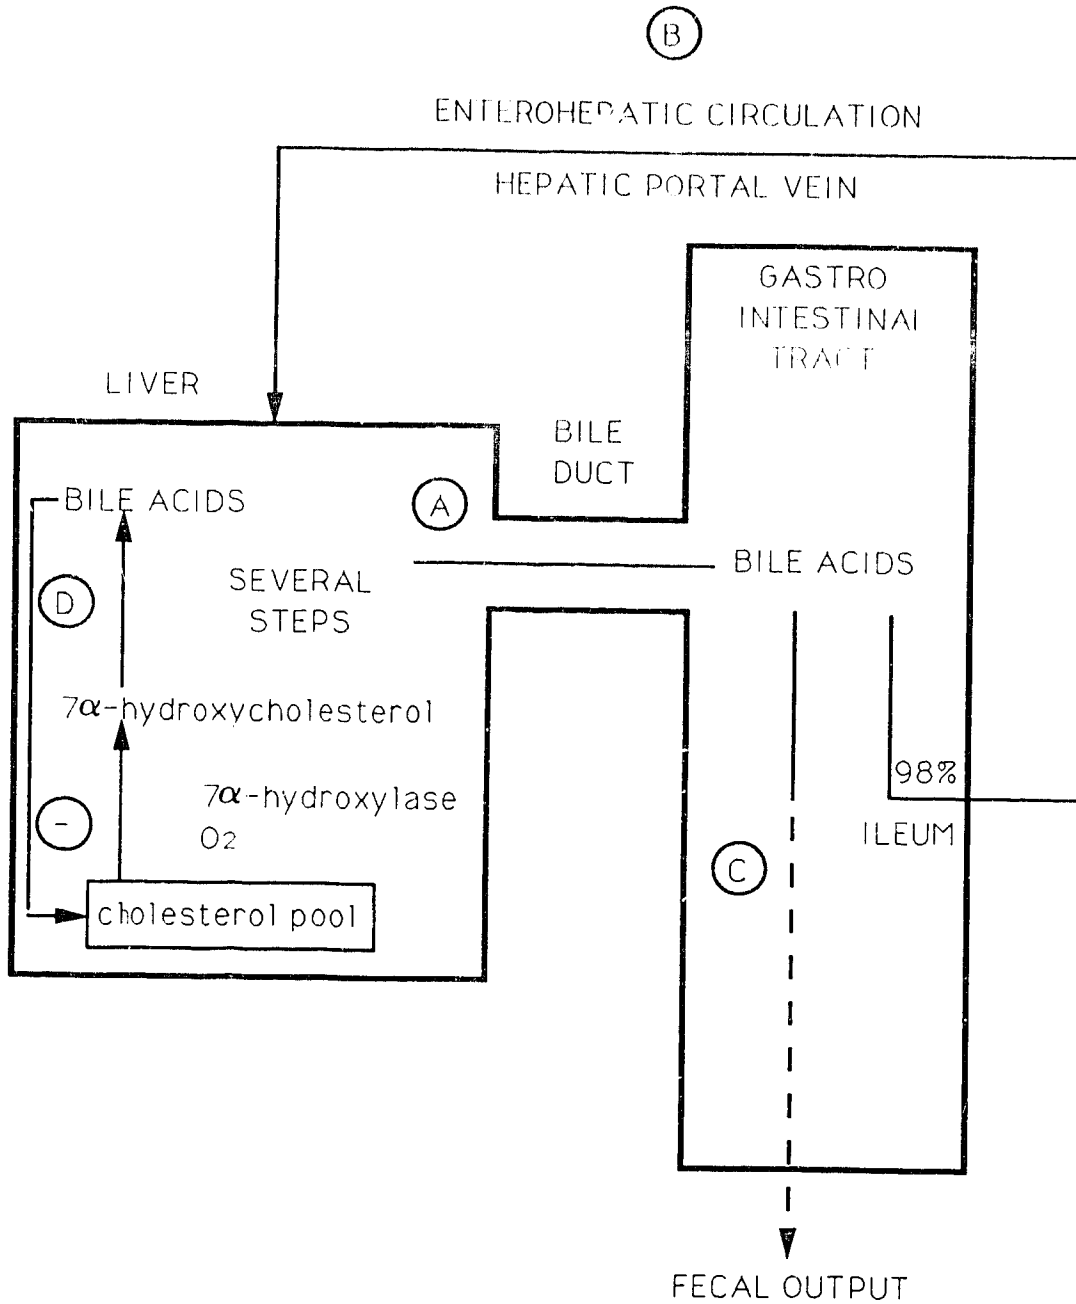 B
ENTEROHEPATIC CIRCULATION
HEPATIC PORTAL VEIN
GASTRO
INTESTINAL
TRACT
LIVER
BILE
DUCT
A
BILE ACIDS
BILE ACIDS
D
SEVERAL
STEPS
7α-hydroxycholesterol
98%
7α-hydroxylase
O2
-
ILEUM
C
cholesterol pool
FECAL OUTPUT